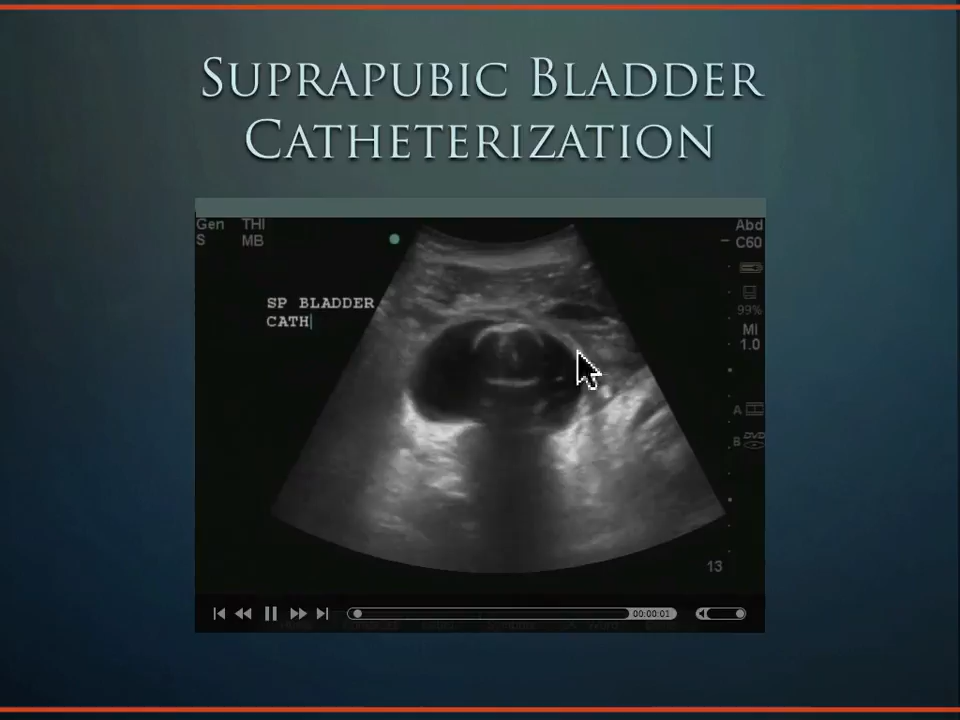 SUPRAPUBIC BLADDER
CATHETERIZATION
Gen THI
S MB
Abd
C60
SP BLADDER
CATH
99%
MI
1.0
A
B DVD
13
00:00:01